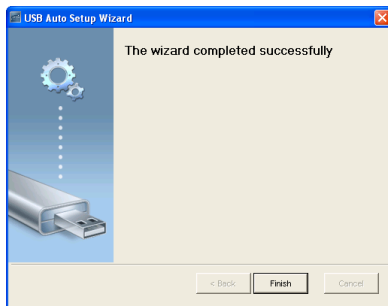 USB Auto Setup Wizard
The wizard completed successfully
< Back Finish Cancel